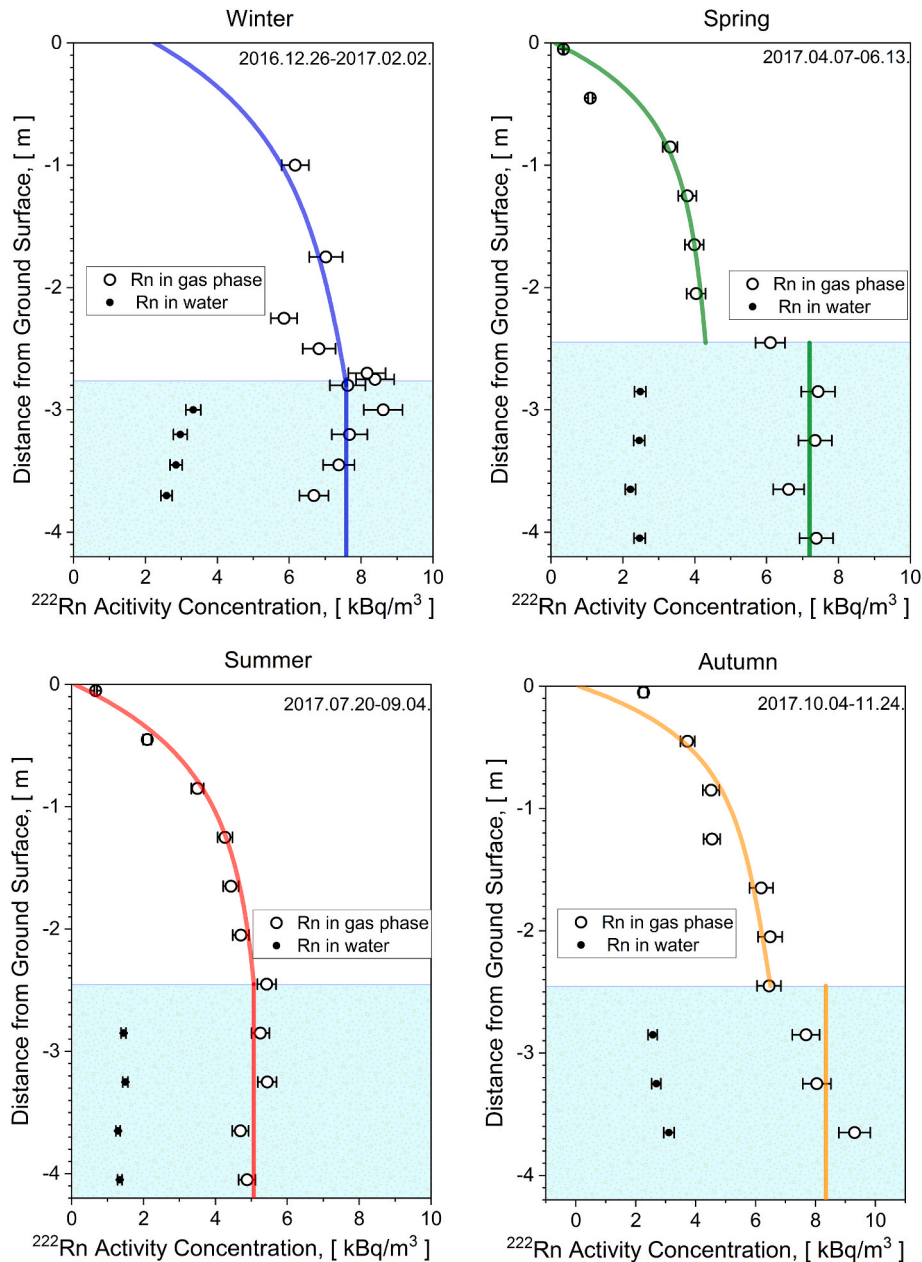 Winter
2016.12.26-2017.02.02.
0
-1
-2
-3
-4
Distance from Ground Surface, [ m ]
Rn in gas phase
Rn in water
0 2 4 6 8 10
²²²Rn Acitivity Concentration, [ kBq/m³ ]
Spring
2017.04.07-06.13.
0
-1
-2
-3
-4
Distance from Ground Surface, [ m ]
Rn in gas phase
Rn in water
0 2 4 6 8 10
²²²Rn Acitivity Concentration, [ kBq/m³ ]
Summer
2017.07.20-09.04.
0
-1
-2
-3
-4
Distance from Ground Surface, [ m ]
Rn in gas phase
Rn in water
0 2 4 6 8 10
²²²Rn Activity Concentration, [ kBq/m³ ]
Autumn
2017.10.04-11.24.
0
-1
-2
-3
-4
Distance from Ground Surface, [ m ]
Rn in gas phase
Rn in water
0 2 4 6 8 10
²²²Rn Activity Concentration, [ kBq/m³ ]